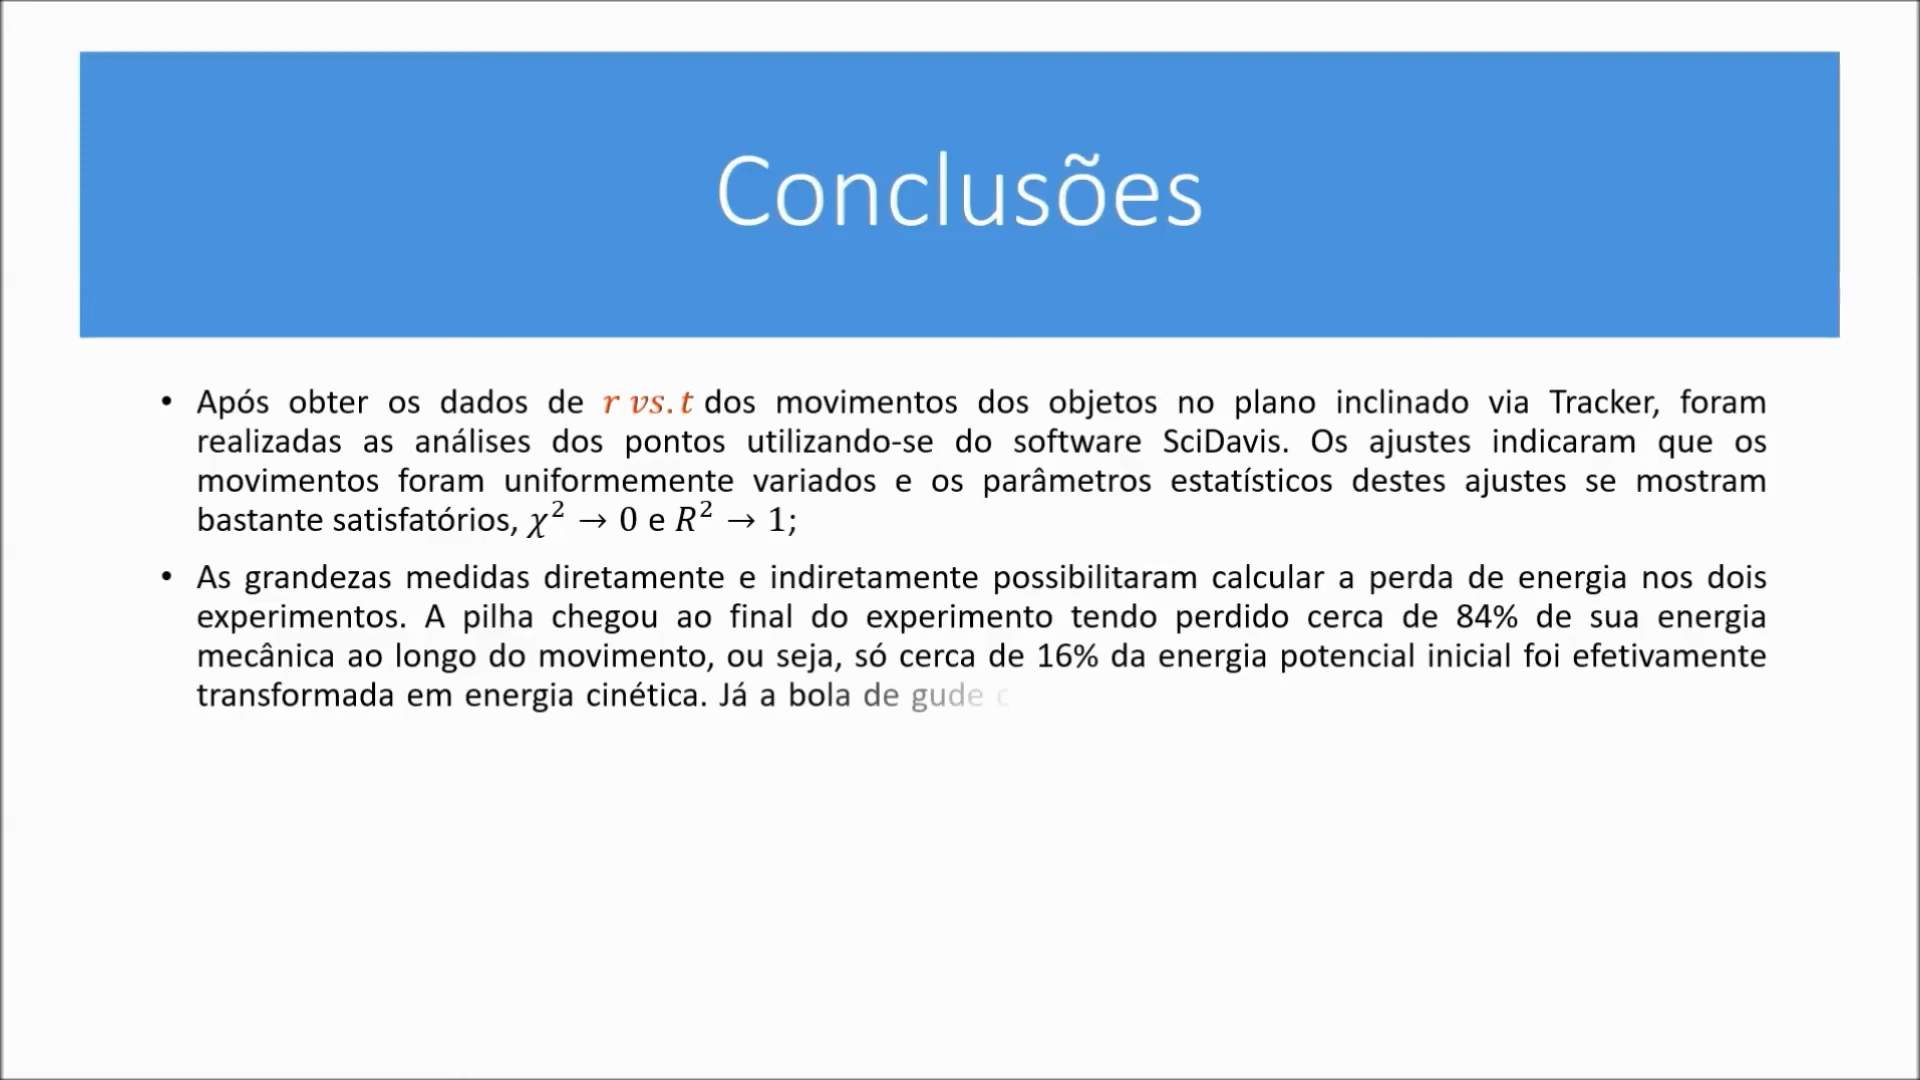 Conclusões
• Após obter os dados de r vs. t dos movimentos dos objetos no plano inclinado via Tracker, foram
realizadas as análises dos pontos utilizando-se do software SciDavis. Os ajustes indicaram que os
movimentos foram uniformemente variados e os parâmetros estatísticos destes ajustes se mostram
bastante satisfatórios, χ² → 0 e R² → 1;
• As grandezas medidas diretamente e indiretamente possibilitaram calcular a perda de energia nos dois
experimentos. A pilha chegou ao final do experimento tendo perdido cerca de 84% de sua energia
mecânica ao longo do movimento, ou seja, só cerca de 16% da energia potencial inicial foi efetivamente
transformada em energia cinética. Já a bola de gude